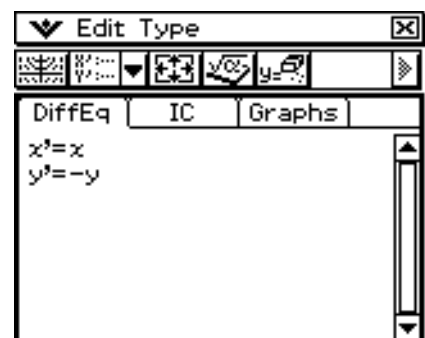 Edit Type
y=
DiffEq IC Graphs
x'=x
y'=-y